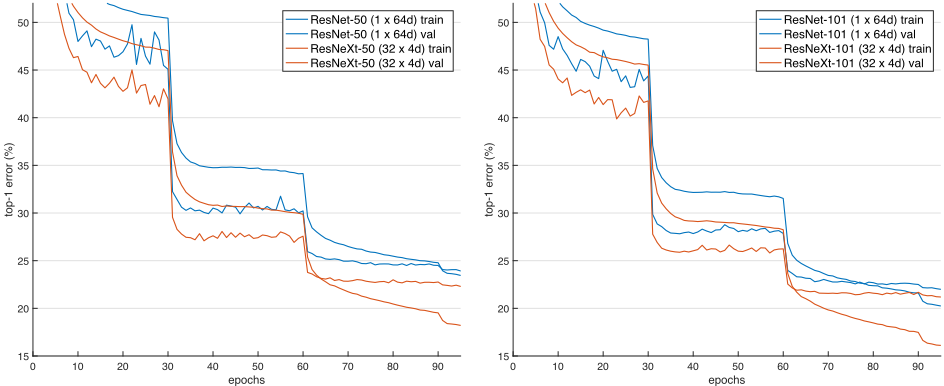 50
45
40
35
30
25
20
15
top-1 error (%)
0 10 20 30 40 50 60 70 80 90
epochs
ResNet-50 (1 x 64d) train
ResNet-50 (1 x 64d) val
ResNeXt-50 (32 x 4d) train
ResNeXt-50 (32 x 4d) val
50
45
40
35
30
25
20
15
top-1 error (%)
0 10 20 30 40 50 60 70 80 90
epochs
ResNet-101 (1 x 64d) train
ResNet-101 (1 x 64d) val
ResNeXt-101 (32 x 4d) train
ResNeXt-101 (32 x 4d) val